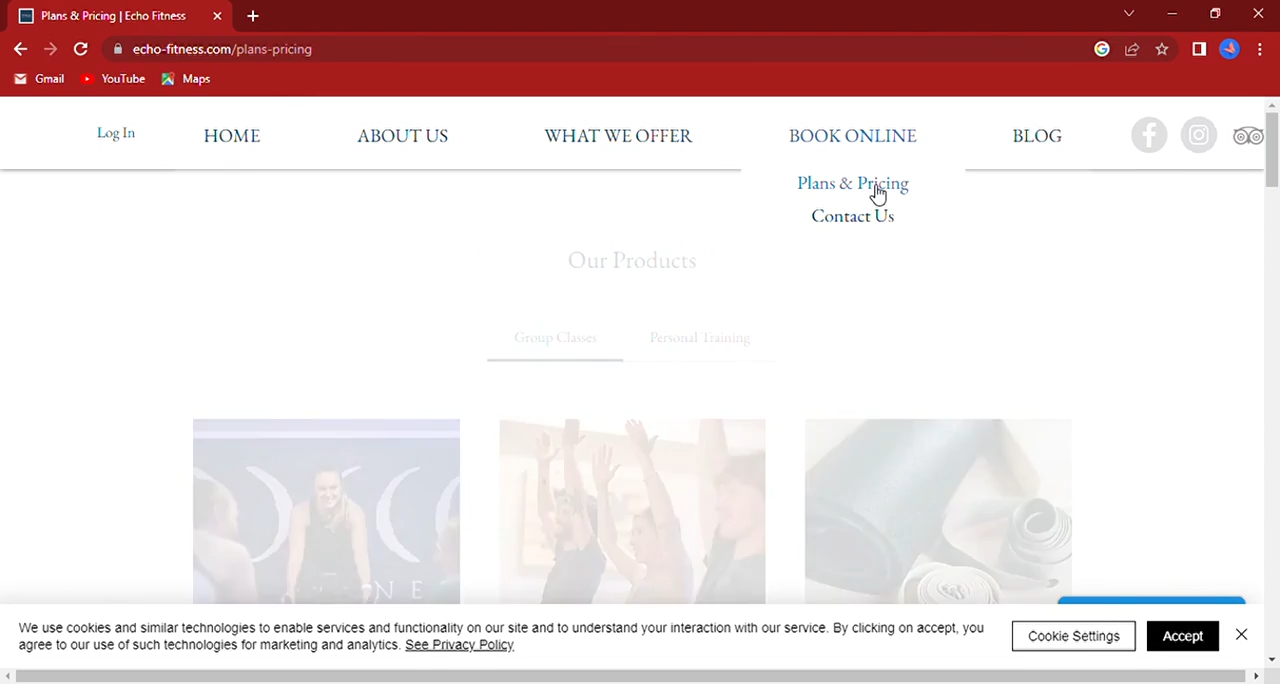 Plans & Pricing | Echo Fitness
echo-fitness.com/plans-pricing
Gmail YouTube Maps
Log In HOME ABOUT US WHAT WE OFFER BOOK ONLINE BLOG
Plans & Pricing
Contact Us
Our Products
Group Classes Personal Training
N E
We use cookies and similar technologies to enable services and functionality on our site and to understand your interaction with our service. By clicking on accept, you
agree to our use of such technologies for marketing and analytics. See Privacy Policy
Cookie Settings Accept